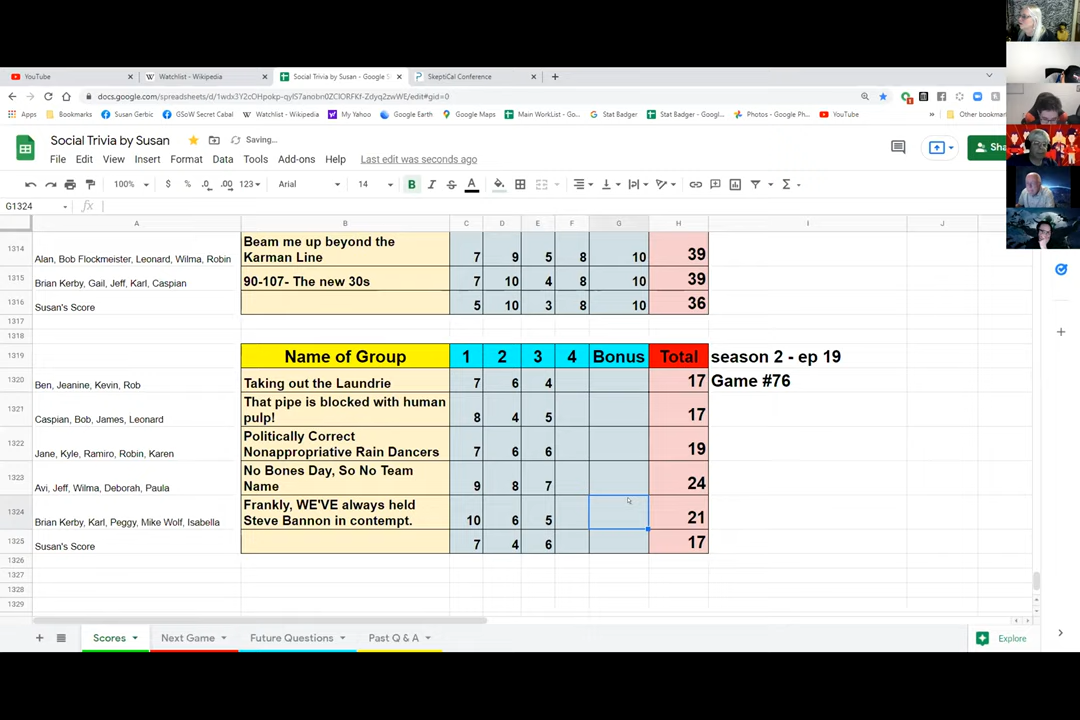 YouTube
Watchlist - Wikipedia
Social Trivia by Susan - Google S
SkeptiCal Conference
Bookmarks
Apps
Susan Gerbic
GSoW Secret Cabal
Watchlist - Wikipedia
My Yahoo
Google Earth
Google Maps
Main WorkList - Go...
Stat Badger
Stat Badger - Googl...
Photos - Google Ph...
YouTube
»
Other bookmar
Social Trivia by Susan
Saving...
File Edit View Insert Format Data Tools Add-ons Help Last edit was seconds ago
Sha
100% $ % .0 .00 123 Arial 14 B I S A
G1324 fx
A B C D E F G H I J
1314 Alan, Bob Flockmeister, Leonard, Wilma, Robin
Beam me up beyond the
Karman Line 7 9 5 8 10 39
1315 Brian Kerby, Gail, Jeff, Karl, Caspian 90-107- The new 30s 7 10 4 8 10 39
1316 Susan's Score 5 10 3 8 10 36
1317
1318
1319 Name of Group 1 2 3 4 Bonus Total season 2 - ep 19
1320 Ben, Jeanine, Kevin, Rob Taking out the Laundrie 7 6 4 17 Game #76
1321 Caspian, Bob, James, Leonard
That pipe is blocked with human
pulp! 8 4 5 17
1322 Jane, Kyle, Ramiro, Robin, Karen
Politically Correct
Nonappropriative Rain Dancers 7 6 6 19
1323 Avi, Jeff, Wilma, Deborah, Paula
No Bones Day, So No Team
Name 9 8 7 24
1324 Brian Kerby, Karl, Peggy, Mike Wolf, Isabella
Frankly, WE'VE always held
Steve Bannon in contempt. 10 6 5 21
1325 Susan's Score 7 4 6 17
1326
1327
1328
1329
Scores Next Game Future Questions Past Q & A Explore